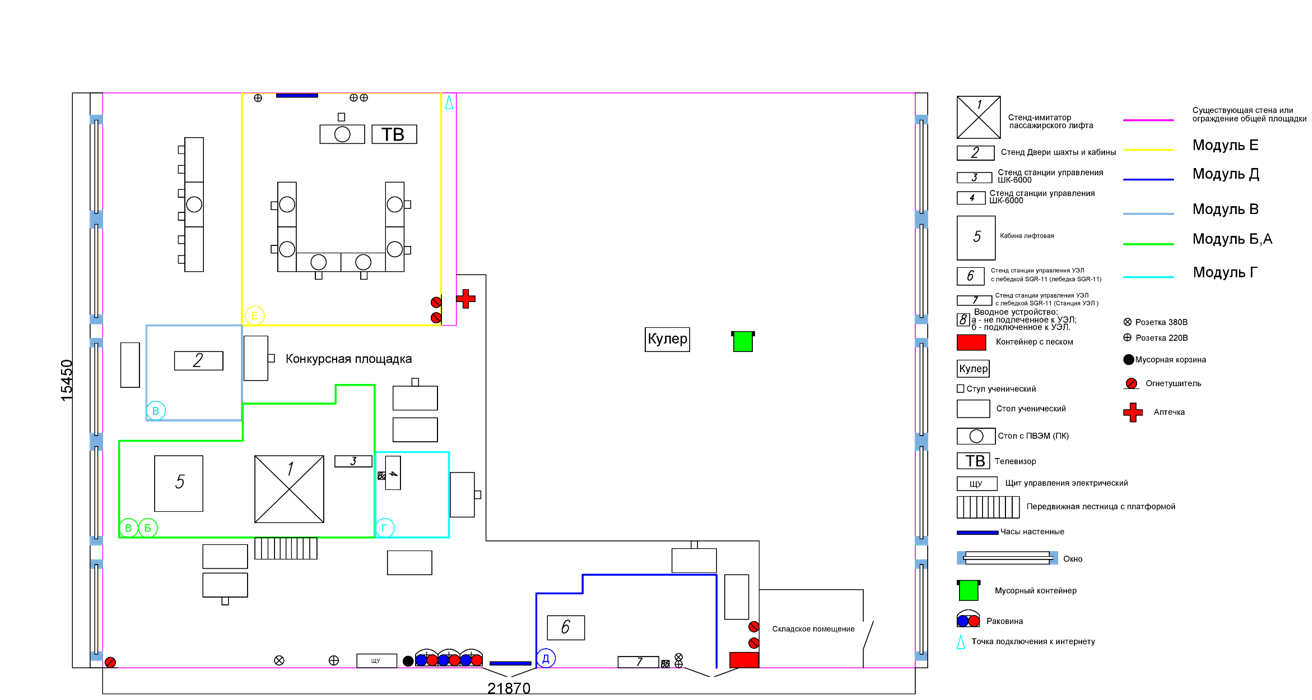 ТВ
Е
2
В
Конкурсная площадка
Кулер
15450
5
1
3
4
В
Б
Г
6
Д
7
ЩУ
Складское помещение
21870
1
Стенд-имитатор
пассажирского лифта
2
Стенд Двери шахты и кабины
3
Стенд станции управления
ШК-6000
4
Стенд станции управления
ШК-6000
5
Кабина лифтовая
6
Стенд станции управления УЭЛ
с лебедкой SGR-11 (лебедка SGR-11)
7
Стенд станции управления УЭЛ
с лебедкой SGR-11 (Станция УЭЛ )
8
Вводное устройство:
а - не подлеченное к УЭЛ;
б - подключенное к УЭЛ.
Контейнер с песком
Кулер
Стул ученический
Стол ученический
Стол с ПВЭМ (ПК)
ТВ
Телевизор
ЩУ
Щит управления электрический
Передвижная лестница с платформой
Часы настенные
Окно
Мусорный контейнер
Раковина
Точка подключения к интернету
Существующая стена или
ограждение общей площадки
Модуль Е
Модуль Д
Модуль В
Модуль Б,А
Модуль Г
Розетка 380В
Розетка 220В
Мусорная корзина
Огнетушитель
Аптечка